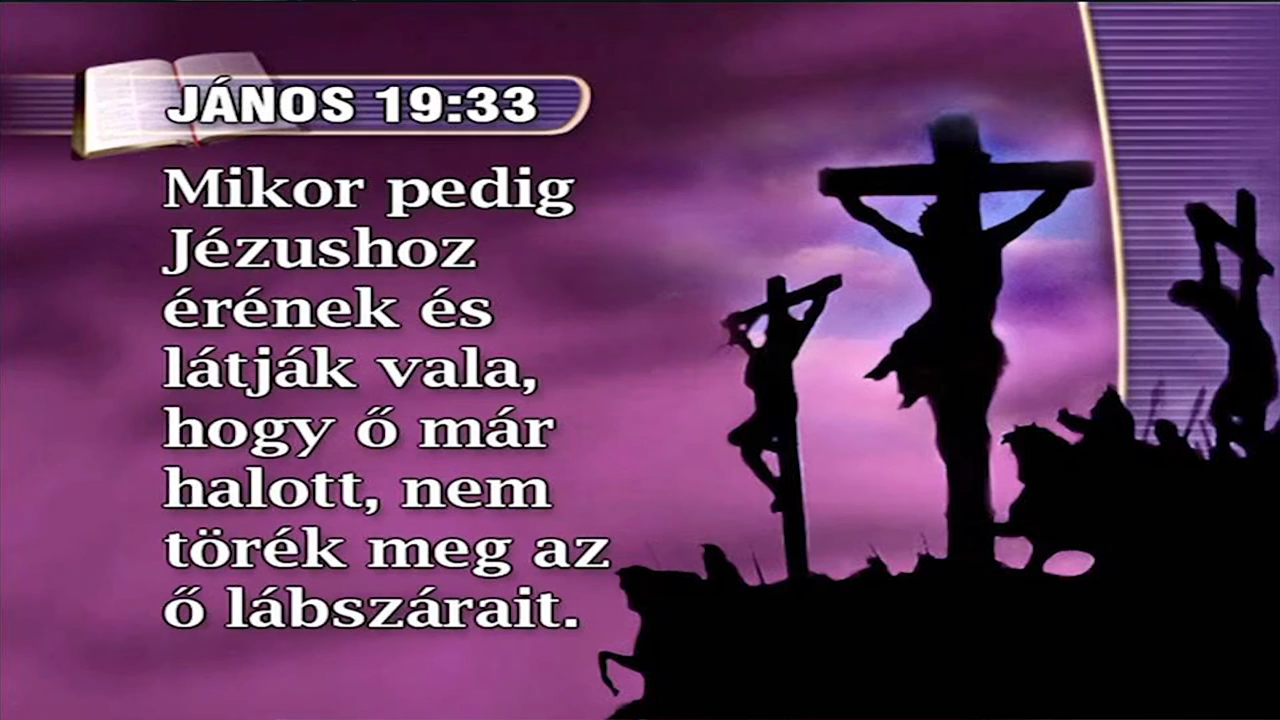 JÁNOS 19:33
Mikor pedig
Jézushoz
érének és
látják vala,
hogy ő már
halott, nem
törék meg az
ő lábszárait.